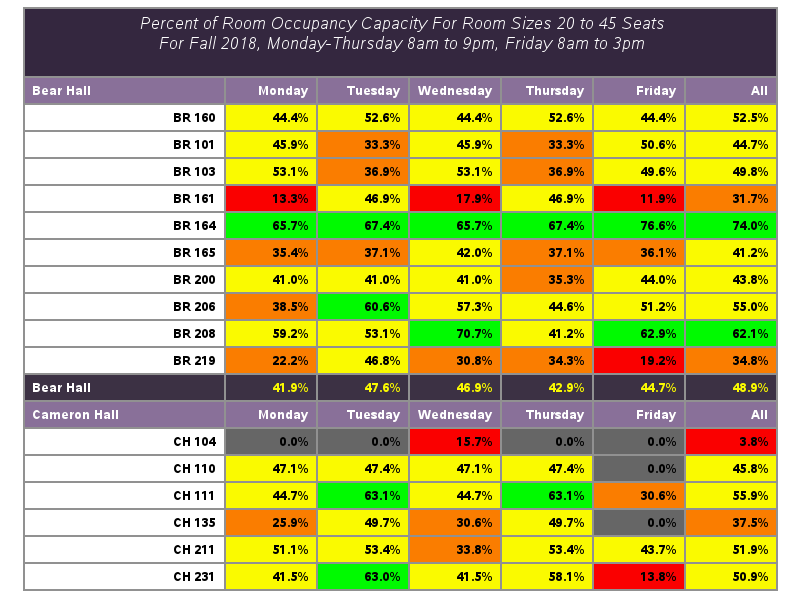 Percent of Room Occupancy Capacity For Room Sizes 20 to 45 Seats
For Fall 2018, Monday-Thursday 8am to 9pm, Friday 8am to 3pm
Bear Hall Monday Tuesday Wednesday Thursday Friday All
BR 160 44.4% 52.6% 44.4% 52.6% 44.4% 52.5%
BR 101 45.9% 33.3% 45.9% 33.3% 50.6% 44.7%
BR 103 53.1% 36.9% 53.1% 36.9% 49.6% 49.8%
BR 161 13.3% 46.9% 17.9% 46.9% 11.9% 31.7%
BR 164 65.7% 67.4% 65.7% 67.4% 76.6% 74.0%
BR 165 35.4% 37.1% 42.0% 37.1% 36.1% 41.2%
BR 200 41.0% 41.0% 41.0% 35.3% 44.0% 43.8%
BR 206 38.5% 60.6% 57.3% 44.6% 51.2% 55.0%
BR 208 59.2% 53.1% 70.7% 41.2% 62.9% 62.1%
BR 219 22.2% 46.8% 30.8% 34.3% 19.2% 34.8%
Bear Hall 41.9% 47.6% 46.9% 42.9% 44.7% 48.9%
Cameron Hall Monday Tuesday Wednesday Thursday Friday All
CH 104 0.0% 0.0% 15.7% 0.0% 0.0% 3.8%
CH 110 47.1% 47.4% 47.1% 47.4% 0.0% 45.8%
CH 111 44.7% 63.1% 44.7% 63.1% 30.6% 55.9%
CH 135 25.9% 49.7% 30.6% 49.7% 0.0% 37.5%
CH 211 51.1% 53.4% 33.8% 53.4% 43.7% 51.9%
CH 231 41.5% 63.0% 41.5% 58.1% 13.8% 50.9%